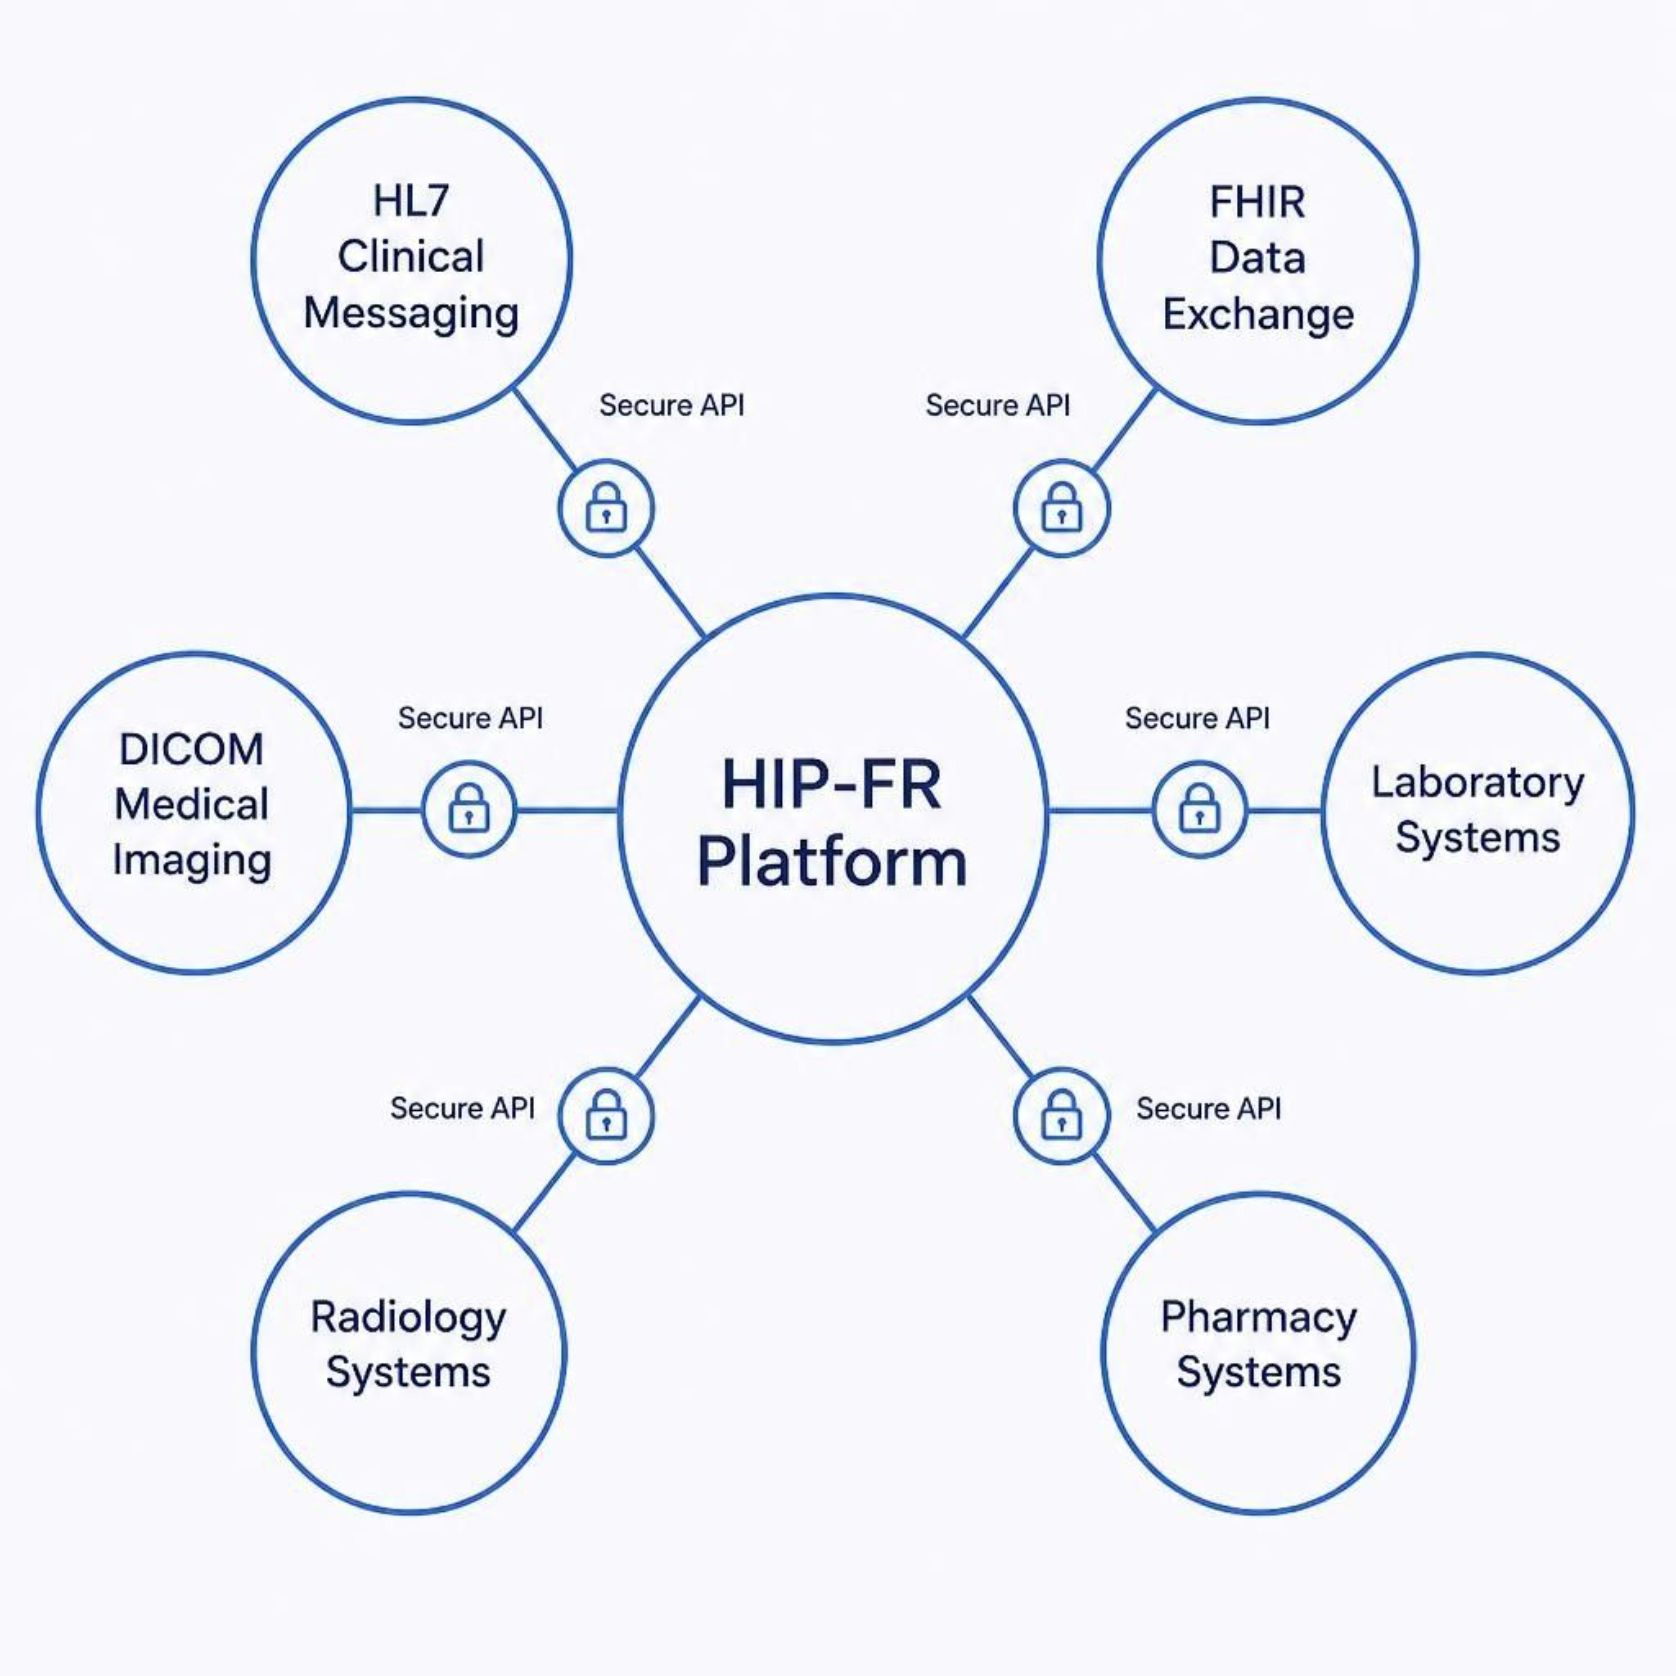 HL7
Clinical
Messaging
FHIR
Data
Exchange
Secure API
Secure API
DICOM
Medical
Imaging
Secure API
HIP-FR
Platform
Secure API
Laboratory
Systems
Secure API
Secure API
Radiology
Systems
Pharmacy
Systems